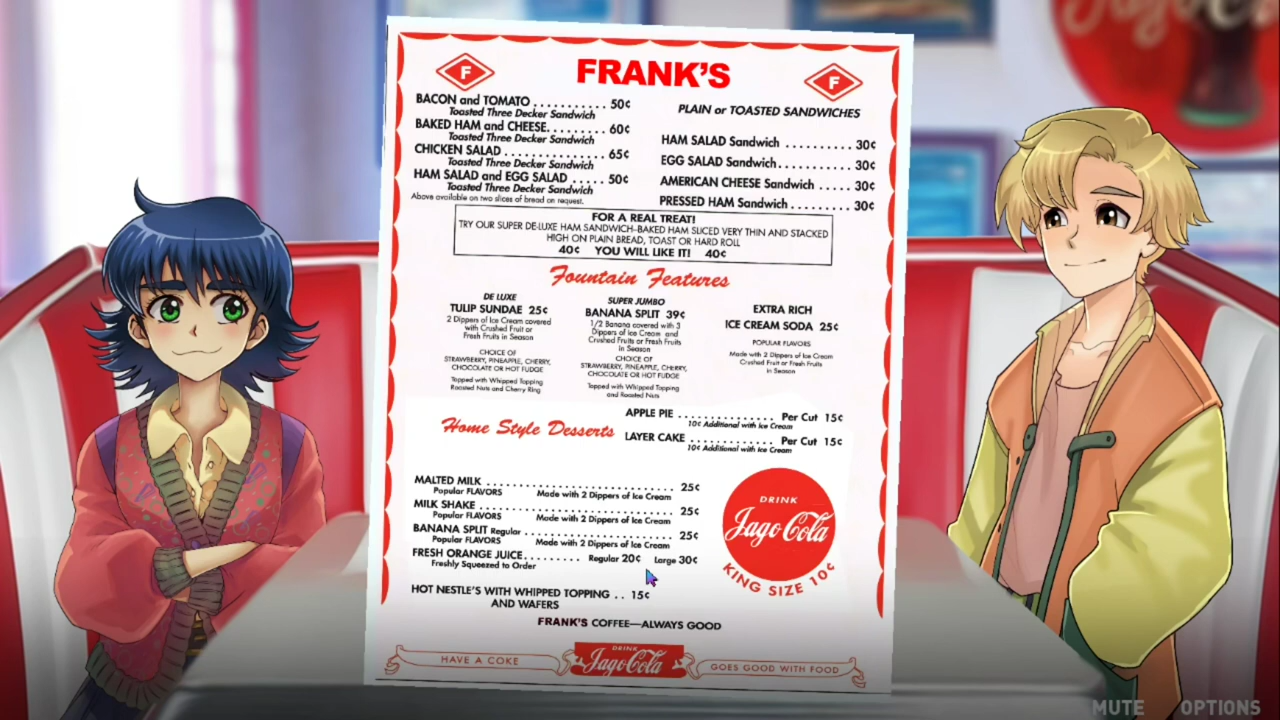 Jago Cola
FRANK'S
F
F
BACON and TOMATO . . . . . . . . . . . 50¢
Toasted Three Decker Sandwich
BAKED HAM and CHEESE. . . . . . . . . 60¢
Toasted Three Decker Sandwich
CHICKEN SALAD . . . . . . . . . . . . . . . 65¢
Toasted Three Decker Sandwich
HAM SALAD and EGG SALAD . . . . . 50¢
Toasted Three Decker Sandwich
Above available on two slices of bread on request.
PLAIN or TOASTED SANDWICHES
HAM SALAD Sandwich . . . . . . . . . . 30¢
EGG SALAD Sandwich . . . . . . . . . . . 30¢
AMERICAN CHEESE Sandwich . . . . . 30¢
PRESSED HAM Sandwich . . . . . . . . . 30¢
FOR A REAL TREAT!
TRY OUR SUPER DE-LUXE HAM SANDWICH-BAKED HAM SLICED VERY THIN AND STACKED
HIGH ON PLAIN BREAD, TOAST OR HARD ROLL
40¢ YOU WILL LIKE IT! 40¢
Fountain Features
DE LUXE
TULIP SUNDAE 25¢
2 Dippers of Ice Cream covered
with Crushed Fruit or
Fresh Fruits in Season
CHOICE OF
STRAWBERRY, PINEAPPLE, CHERRY,
CHOCOLATE OR HOT FUDGE
Topped with Whipped Topping
Roasted Nuts and Cherry Ring
SUPER JUMBO
BANANA SPLIT 39¢
1/2 Banana covered with 3
Dippers of Ice Cream and
Crushed Fruits or Fresh Fruits
in Season
CHOICE OF
STRAWBERRY, PINEAPPLE, CHERRY,
CHOCOLATE OR HOT FUDGE
Topped with Whipped Topping
and Roasted Nuts
EXTRA RICH
ICE CREAM SODA 25¢
POPULAR FLAVORS
Made with 2 Dippers of Ice Cream
Crushed Fruit or Fresh Fruits
in Season
Home Style Desserts
APPLE PIE . . . . . . . . . . . . . . . Per Cut 15¢
10¢ Additional with Ice Cream
LAYER CAKE . . . . . . . . . . . . . Per Cut 15¢
10¢ Additional with Ice Cream
MALTED MILK . . . . . . . . . . . . . . . . . . . . . . . . . . 25¢
Popular FLAVORS Made with 2 Dippers of Ice Cream
MILK SHAKE . . . . . . . . . . . . . . . . . . . . . . . . . . . 25¢
Popular FLAVORS Made with 2 Dippers of Ice Cream
BANANA SPLIT Regular . . . . . . . . . . . . . . . . . . . . 25¢
Popular FLAVORS Made with 2 Dippers of Ice Cream
FRESH ORANGE JUICE . . . . . . . . Regular 20¢ Large 30¢
Freshly Squeezed to Order
HOT NESTLE'S WITH WHIPPED TOPPING . . 15¢
AND WAFERS
DRINK
Jago Cola
KING SIZE 10¢
FRANK'S COFFEE—ALWAYS GOOD
HAVE A COKE
DRINK
Jago Cola
GOES GOOD WITH FOOD
MUTE OPTIONS